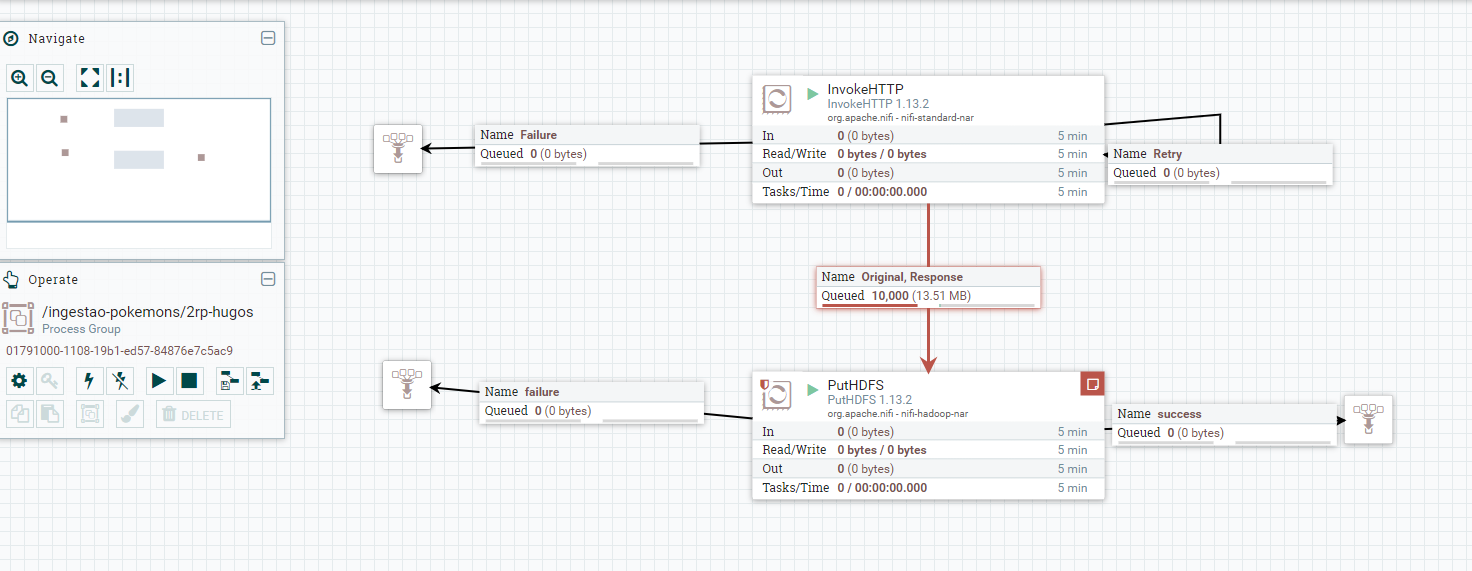 Navigate
Operate
/ingestao-pokemons/2rp-hugos
Process Group
01791000-1108-19b1-ed57-84876e7c5ac9
DELETE
InvokeHTTP
InvokeHTTP 1.13.2
org.apache.nifi - nifi-standard-nar
In 0 (0 bytes) 5 min
Read/Write 0 bytes / 0 bytes 5 min
Out 0 (0 bytes) 5 min
Tasks/Time 0 / 00:00:00.000 5 min
Name Failure
Queued 0 (0 bytes)
Name Retry
Queued 0 (0 bytes)
Name Original, Response
Queued 10,000 (13.51 MB)
PutHDFS
PutHDFS 1.13.2
org.apache.nifi - nifi-hadoop-nar
In 0 (0 bytes) 5 min
Read/Write 0 bytes / 0 bytes 5 min
Out 0 (0 bytes) 5 min
Tasks/Time 0 / 00:00:00.000 5 min
Name failure
Queued 0 (0 bytes)
Name success
Queued 0 (0 bytes)